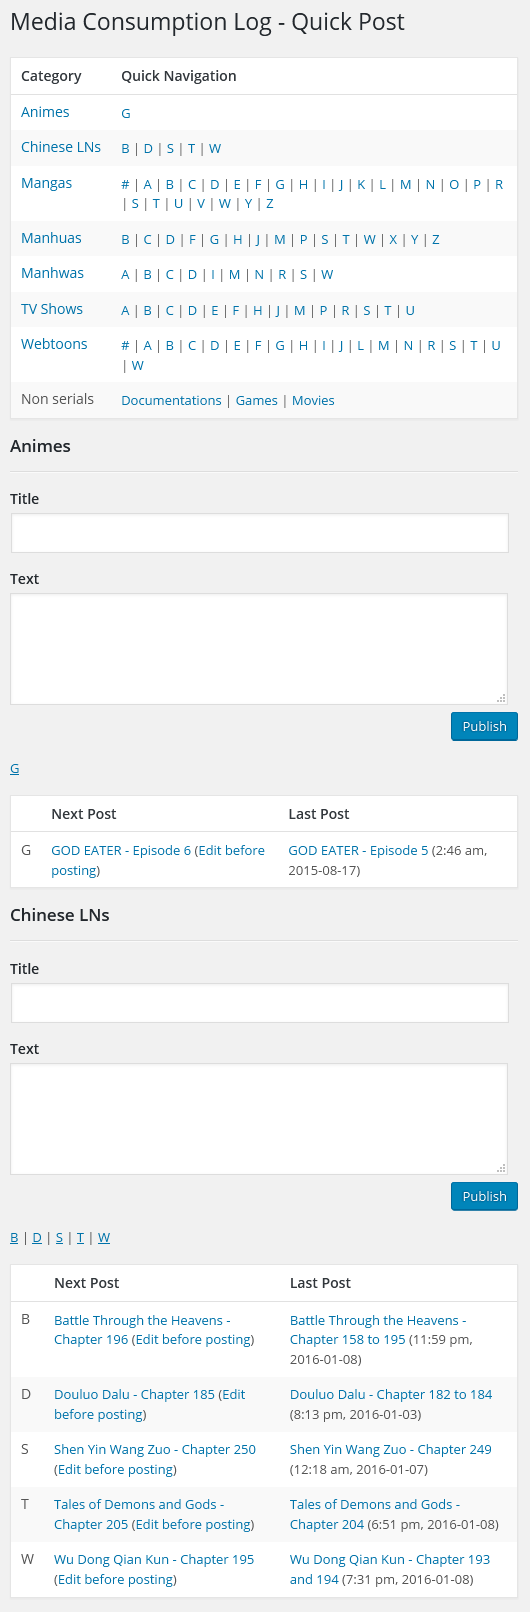 Media Consumption Log - Quick Post
Category Quick Navigation
Animes G
Chinese LNs B | D | S | T | W
Mangas # | A | B | C | D | E | F | G | H | I | J | K | L | M | N | O | P | R
| S | T | U | V | W | Y | Z
Manhuas B | C | D | F | G | H | J | M | P | S | T | W | X | Y | Z
Manhwas A | B | C | D | I | M | N | R | S | W
TV Shows A | B | C | D | E | F | H | J | M | P | R | S | T | U
Webtoons # | A | B | C | D | E | F | G | H | I | J | L | M | N | R | S | T | U
| W
Non serials Documentations | Games | Movies
Animes
Title
Text
Publish
G
Next Post Last Post
G GOD EATER - Episode 6 (Edit before GOD EATER - Episode 5 (2:46 am,
posting) 2015-08-17)
Chinese LNs
Title
Text
Publish
B | D | S | T | W
Next Post Last Post
B Battle Through the Heavens - Battle Through the Heavens -
Chapter 196 (Edit before posting) Chapter 158 to 195 (11:59 pm,
2016-01-08)
D Douluo Dalu - Chapter 185 (Edit Douluo Dalu - Chapter 182 to 184
before posting) (8:13 pm, 2016-01-03)
S Shen Yin Wang Zuo - Chapter 250 Shen Yin Wang Zuo - Chapter 249
(Edit before posting) (12:18 am, 2016-01-07)
T Tales of Demons and Gods - Tales of Demons and Gods -
Chapter 205 (Edit before posting) Chapter 204 (6:51 pm, 2016-01-08)
W Wu Dong Qian Kun - Chapter 195 Wu Dong Qian Kun - Chapter 193
(Edit before posting) and 194 (7:31 pm, 2016-01-08)